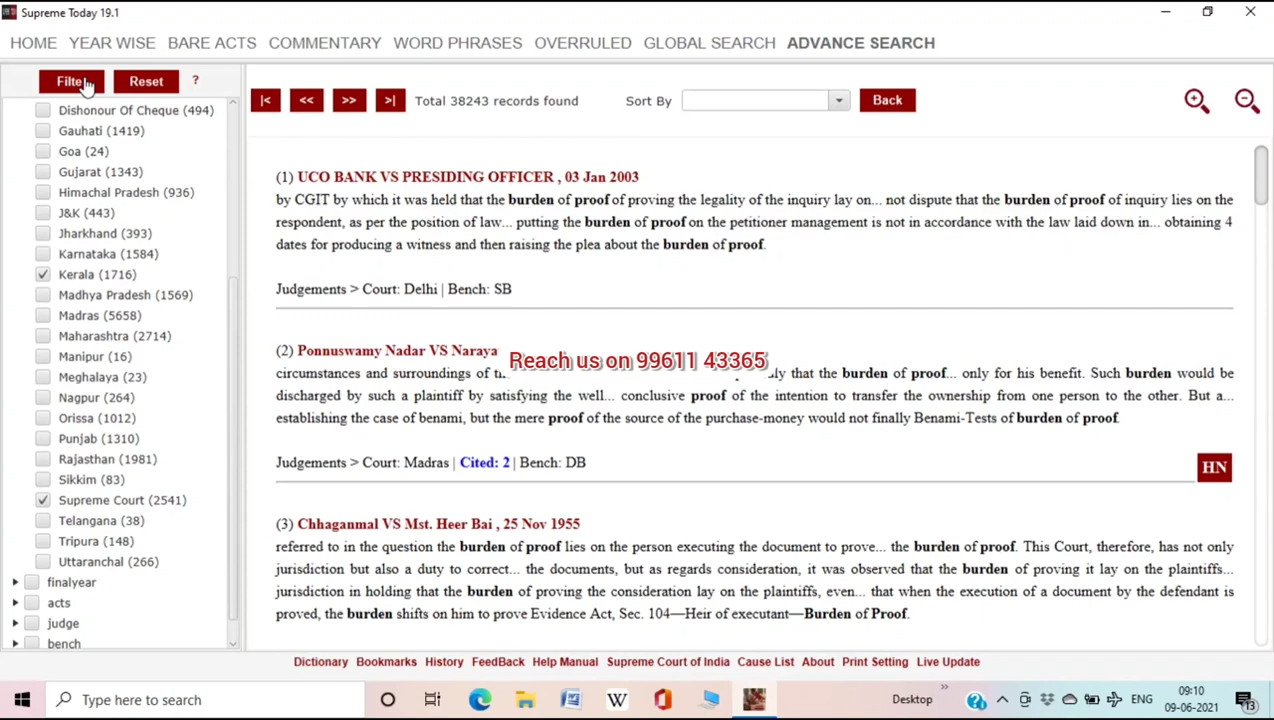 Supreme Today 19.1
HOME YEAR WISE BARE ACTS COMMENTARY WORD PHRASES OVERRULED GLOBAL SEARCH ADVANCE SEARCH
Reset ?
|< << >> >| Total 38243 records found Sort By Back
Dishonour Of Cheque (494)
Gauhati (1419)
Goa (24)
Gujarat (1343)
Himachal Pradesh (936)
J&K (443)
Jharkhand (393)
Karnataka (1584)
Kerala (1716)
Madhya Pradesh (1569)
Madras (5658)
Maharashtra (2714)
Manipur (16)
Meghalaya (23)
Nagpur (264)
Orissa (1012)
Punjab (1310)
Rajasthan (1981)
Sikkim (83)
Supreme Court (2541)
Telangana (38)
Tripura (148)
Uttaranchal (266)
finalyear
acts
judge
bench
(1) UCO BANK VS PRESIDING OFFICER , 03 Jan 2003
by CGIT by which it was held that the burden of proof of proving the legality of the inquiry lay on... not dispute that the burden of proof of inquiry lies on the
respondent, as per the position of law... putting the burden of proof on the petitioner management is not in accordance with the law laid down in... obtaining 4
dates for producing a witness and then raising the plea about the burden of proof.
Judgements > Court: Delhi | Bench: SB
(2) Ponnuswamy Nadar VS
Reach us on 99611 43365
circumstances and surroundings of that the burden of proof... only for his benefit. Such burden would be
discharged by such a plaintiff by satisfying the well... conclusive proof of the intention to transfer the ownership from one person to the other. But a...
establishing the case of benami, but the mere proof of the source of the purchase-money would not finally Benami-Tests of burden of proof.
Judgements > Court: Madras | Cited: 2 | Bench: DB
HN
(3) Chhaganmal VS Mst. Heer Bai , 25 Nov 1955
referred to in the question the burden of proof lies on the person executing the document to prove... the burden of proof. This Court, therefore, has not only
jurisdiction but also a duty to correct... the documents, but as regards consideration, it was observed that the burden of proving it lay on the plaintiffs...
jurisdiction in holding that the burden of proving the consideration lay on the plaintiffs, even... that when the execution of a document by the defendant is
proved, the burden shifts on him to prove Evidence Act, Sec. 104—Heir of executant—Burden of Proof.
Dictionary Bookmarks History FeedBack Help Manual Supreme Court of India Cause List About Print Setting Live Update
Type here to search
Desktop
ENG
09:10
09-06-2021
13